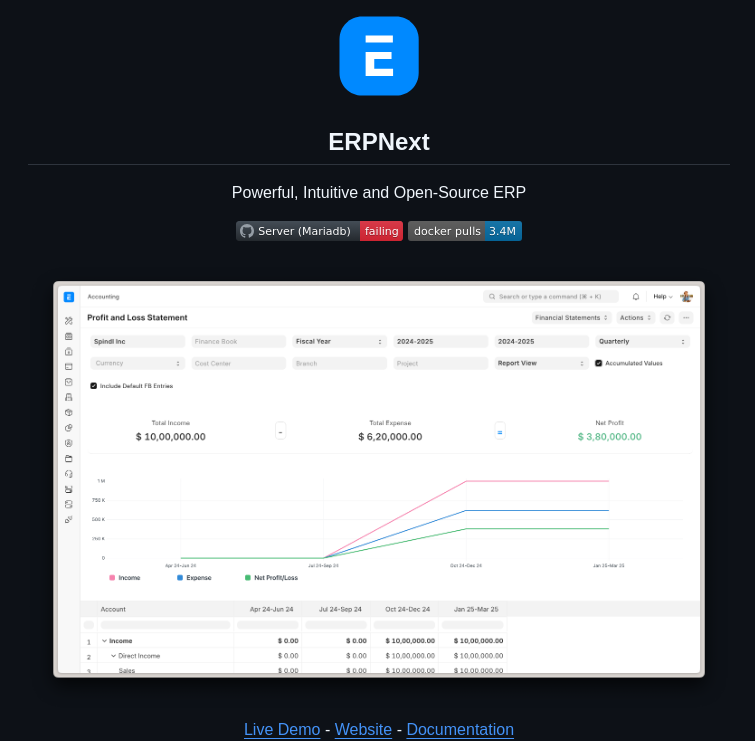 ERPNext
Powerful, Intuitive and Open-Source ERP
Server (Mariadb) failing docker pulls 3.4M
Accounting Search or type a command (⌘ + K) Help
Profit and Loss Statement Financial Statements Actions
Spindl Inc Finance Book Fiscal Year 2024-2025 2024-2025 Quarterly
Currency Cost Center Branch Project Report View Accumulated Values
Include Default FB Entries
Total Income Total Expense Net Profit
$ 10,00,000.00 - $ 6,20,000.00 = $ 3,80,000.00
1M
750 K
500 K
250 K
0
Apr 24-Jun 24 Jul 24-Sep 24 Oct 24-Dec 24 Jan 25-Mar 25
Income Expense Net Profit/Loss
Account Apr 24-Jun 24 Jul 24-Sep 24 Oct 24-Dec 24 Jan 25-Mar 25
1 Income $ 0.00 $ 0.00 $ 10,00,000.00 $ 10,00,000.00
2 Direct Income $ 0.00 $ 0.00 $ 10,00,000.00 $ 10,00,000.00
3 Sales $ 0.00 $ 0.00 $ 10,00,000.00 $ 10,00,000.00
Live Demo - Website - Documentation